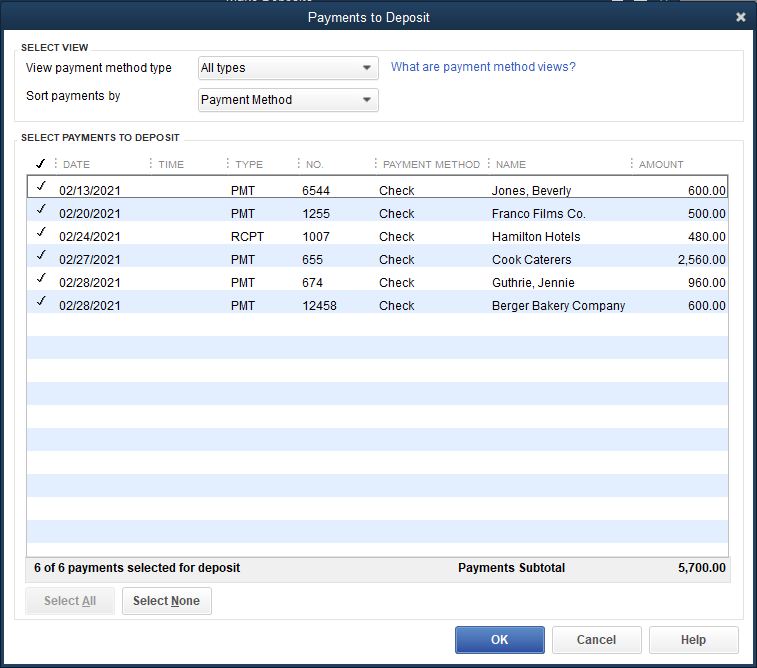 Payments to Deposit
SELECT VIEW
View payment method type All types What are payment method views?
Sort payments by Payment Method
SELECT PAYMENTS TO DEPOSIT
✓ DATE TIME TYPE NO. PAYMENT METHOD NAME AMOUNT
✓ 02/13/2021 PMT 6544 Check Jones, Beverly 600.00
✓ 02/20/2021 PMT 1255 Check Franco Films Co. 500.00
✓ 02/24/2021 RCPT 1007 Check Hamilton Hotels 480.00
✓ 02/27/2021 PMT 655 Check Cook Caterers 2,560.00
✓ 02/28/2021 PMT 674 Check Guthrie, Jennie 960.00
✓ 02/28/2021 PMT 12458 Check Berger Bakery Company 600.00
6 of 6 payments selected for deposit Payments Subtotal 5,700.00
Select All Select None
OK Cancel Help